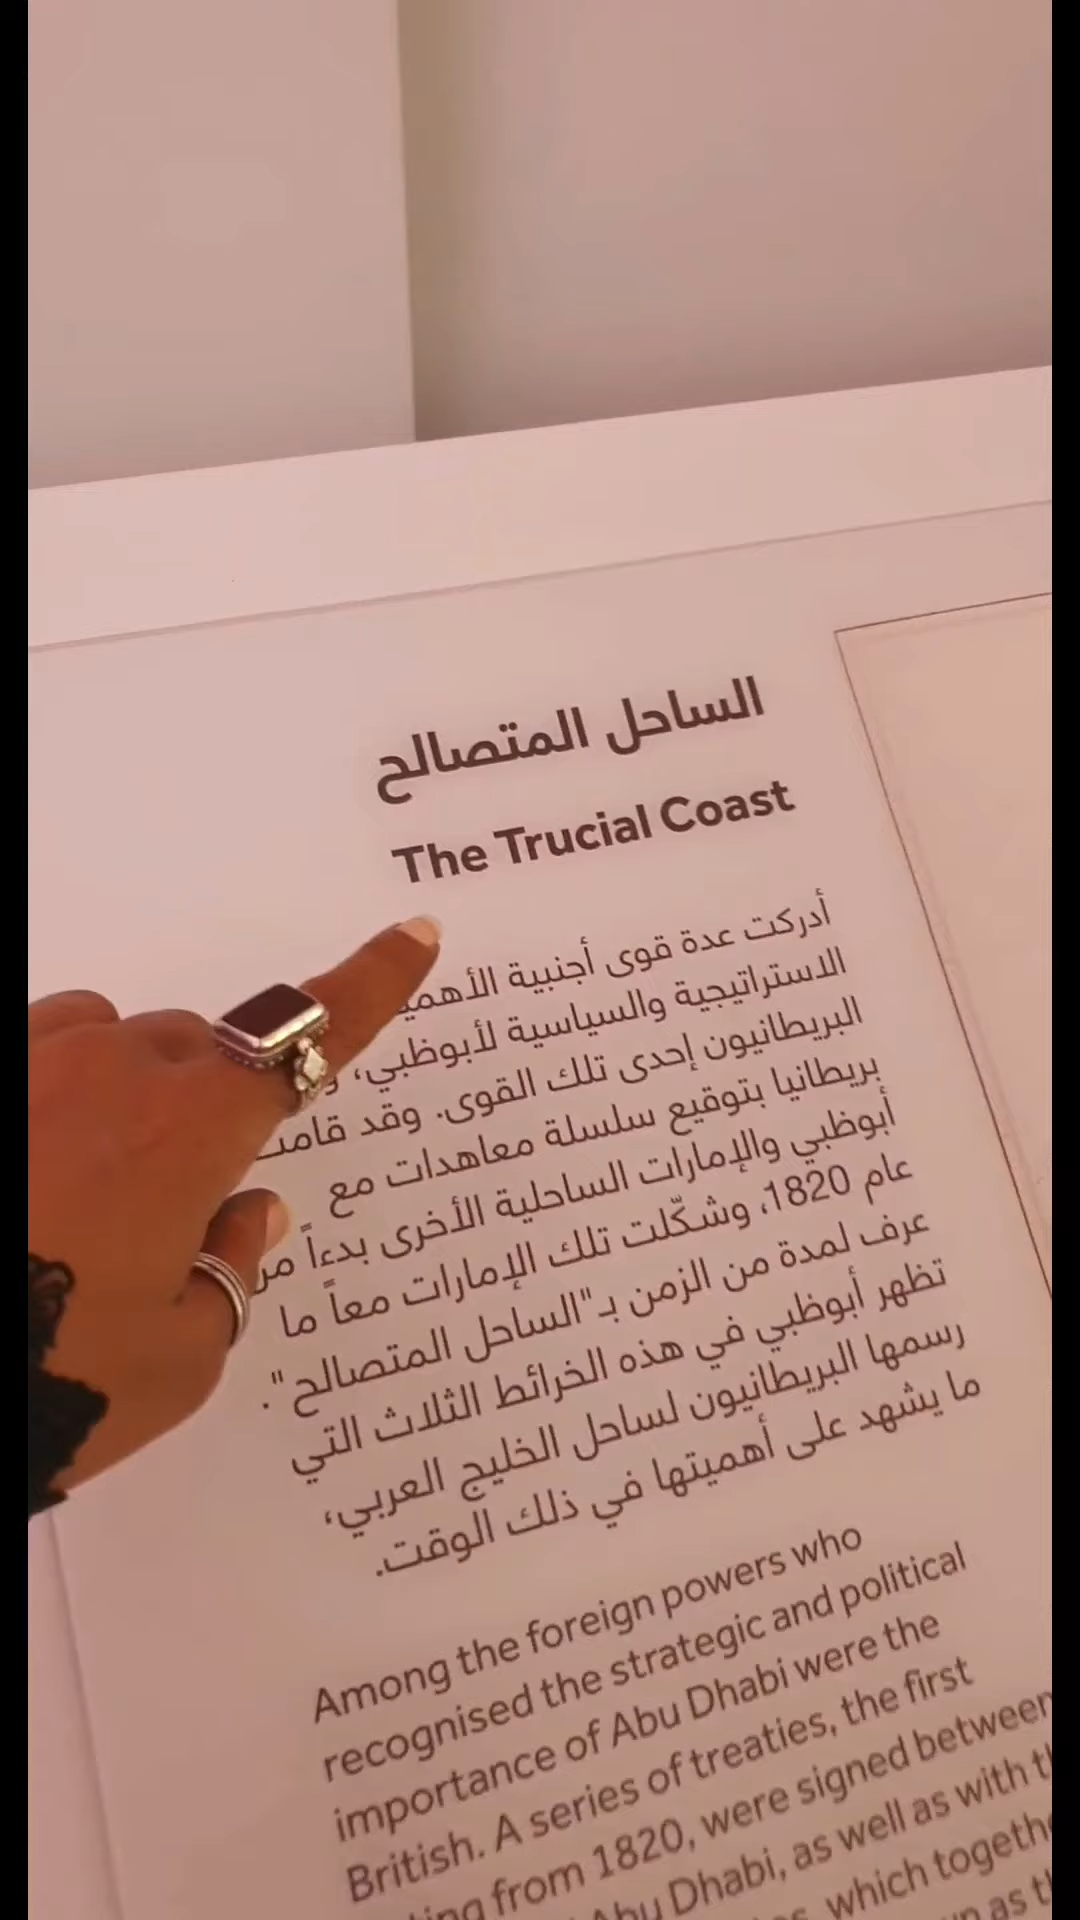 الساحل المتصالح
The Trucial Coast
أدركت عدة قوى أجنبية
الاستراتيجية والسياسية لأبوظبي،
البريطانيون إحدى تلك القوى. وقد
بريطانيا بتوقيع سلسلة معاهدات مع
أبوظبي والإمارات الساحلية الأخرى بدءاً
عام 1820، وشكّلت تلك الإمارات معاً ما
عرف لمدة من الزمن بـ"الساحل المتصالح".
تظهر أبوظبي في هذه الخرائط الثلاث التي
رسمها البريطانيون لساحل الخليج العربي،
ما يشهد على أهميتها في ذلك الوقت.
Among the foreign powers who
recognised the strategic and political
importance of Abu Dhabi were the
British. A series of treaties, the first
from 1820, were signed between
Abu Dhabi, as well as with
which
as